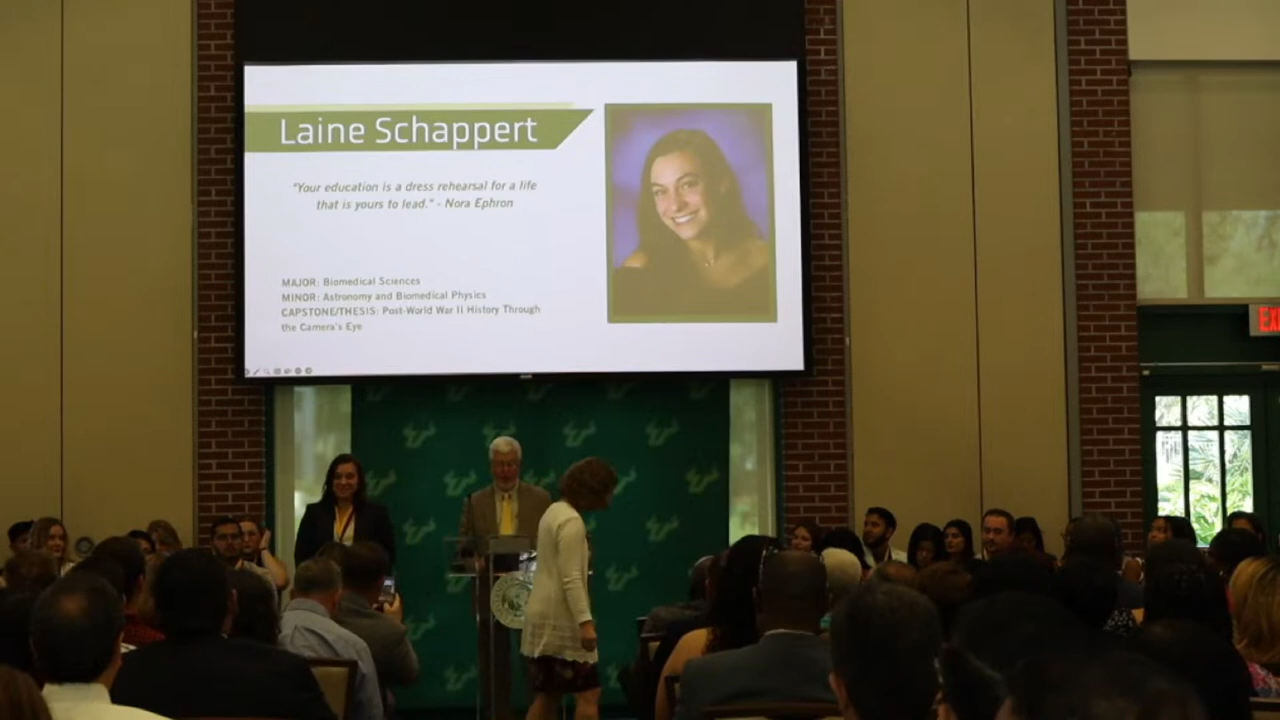 Laine Schappert
"Your education is a dress rehearsal for a life
that is yours to lead." - Nora Ephron
MAJOR: Biomedical Sciences
MINOR: Astronomy and Biomedical Physics
CAPSTONE/THESIS: Post-World War II History Through
the Camera's Eye
EX